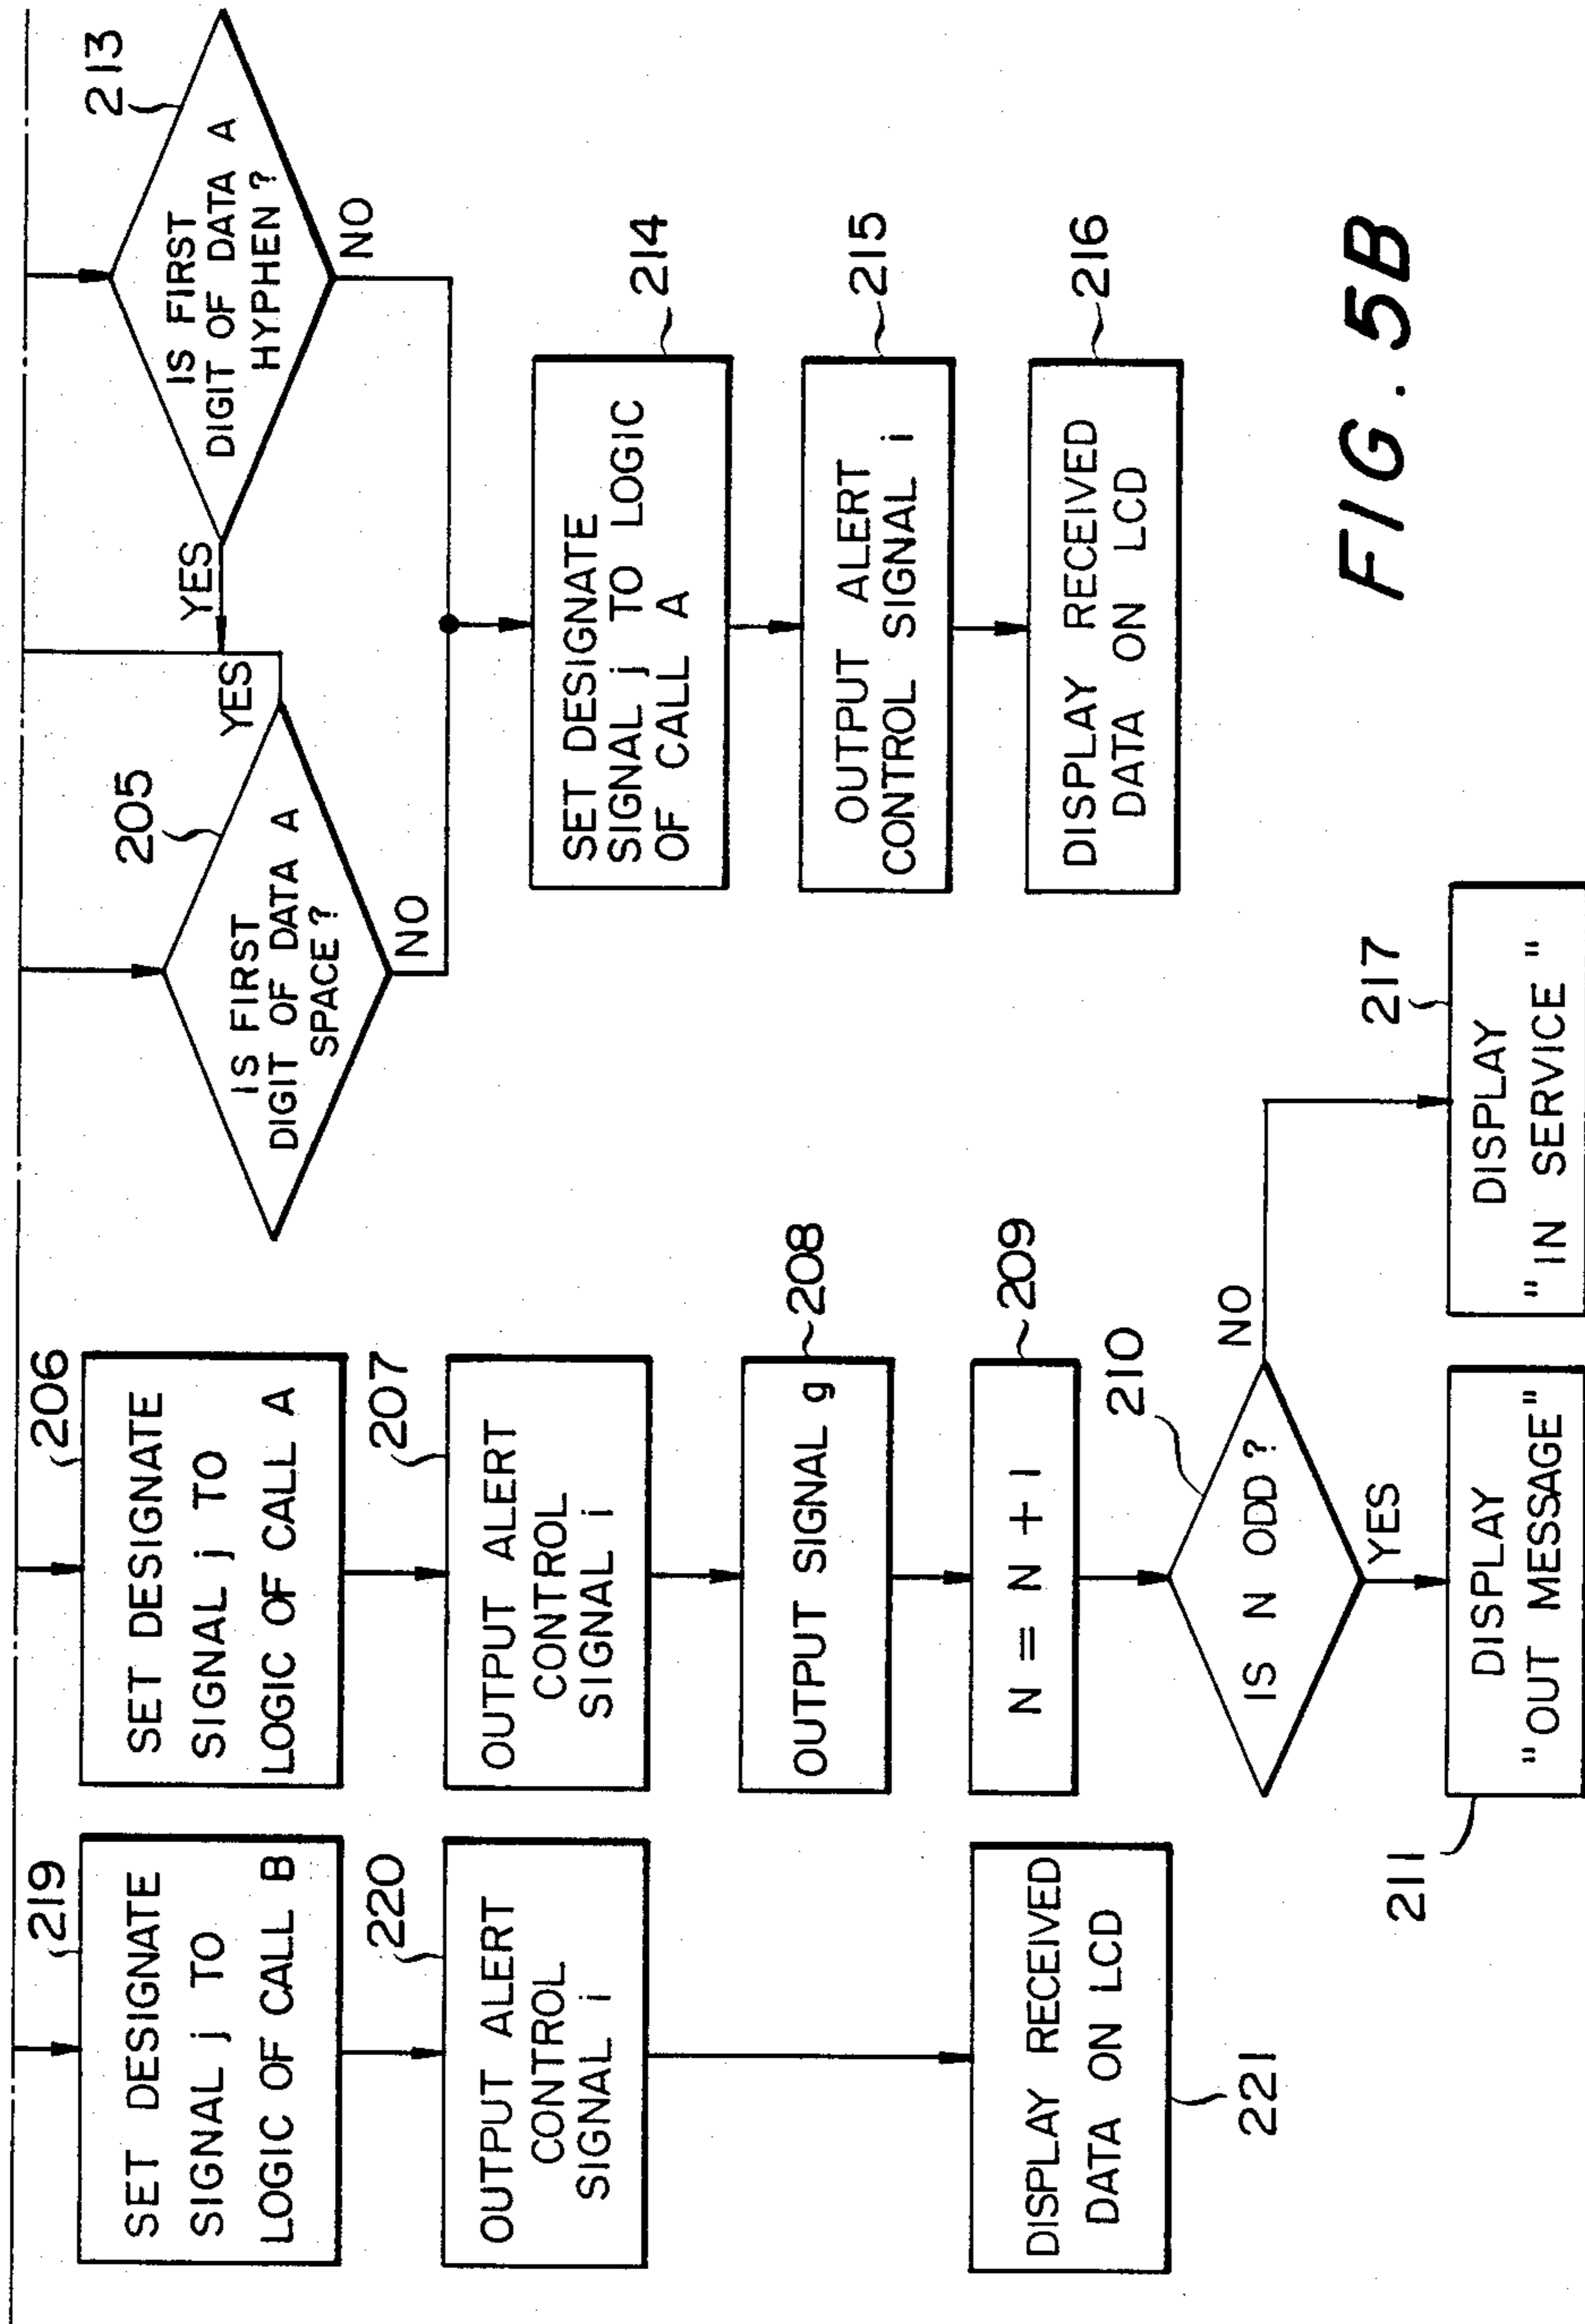 219
SET DESIGNATE
SIGNAL j TO
LOGIC OF CALL B
220
OUTPUT ALERT
CONTROL
SIGNAL i
DISPLAY RECEIVED
DATA ON LCD
221
206
SET DESIGNATE
SIGNAL j TO
LOGIC OF CALL A
207
OUTPUT ALERT
CONTROL
SIGNAL i
OUTPUT SIGNAL g
208
N = N + 1
209
210
IS N ODD?
NO
YES
DISPLAY
"OUT MESSAGE"
211
217
DISPLAY
"IN SERVICE"
205
IS FIRST
DIGIT OF DATA A
SPACE?
YES
NO
213
IS FIRST
DIGIT OF DATA A
HYPHEN?
YES
NO
SET DESIGNATE
SIGNAL j TO LOGIC
OF CALL A
214
OUTPUT ALERT
CONTROL SIGNAL i
215
DISPLAY RECEIVED
DATA ON LCD
216
FIG. 5B